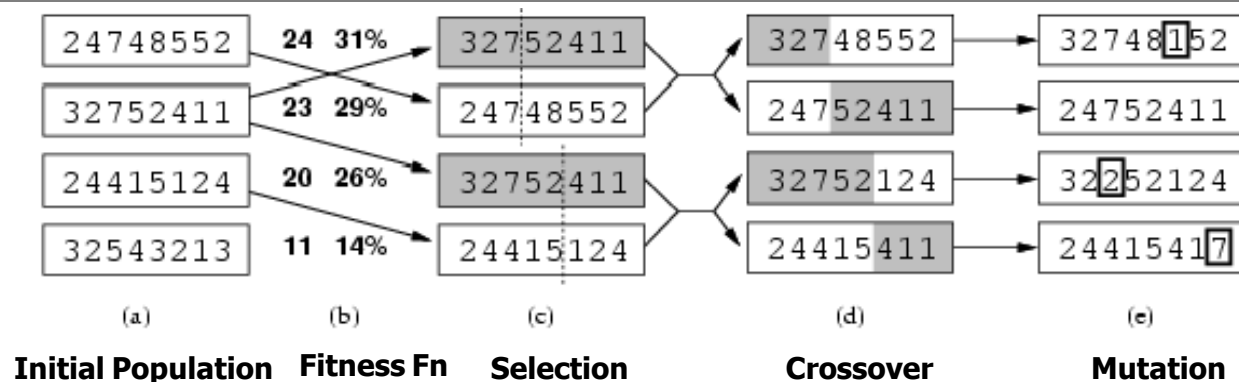 24748552 24 31% 32752411 32748552 32748152
32752411 23 29% 24748552 24752411 24752411
24415124 20 26% 32752411 32752124 32252124
32543213 11 14% 24415124 24415411 24415417
(a) (b) (c) (d) (e)
Initial Population Fitness Fn Selection Crossover Mutation